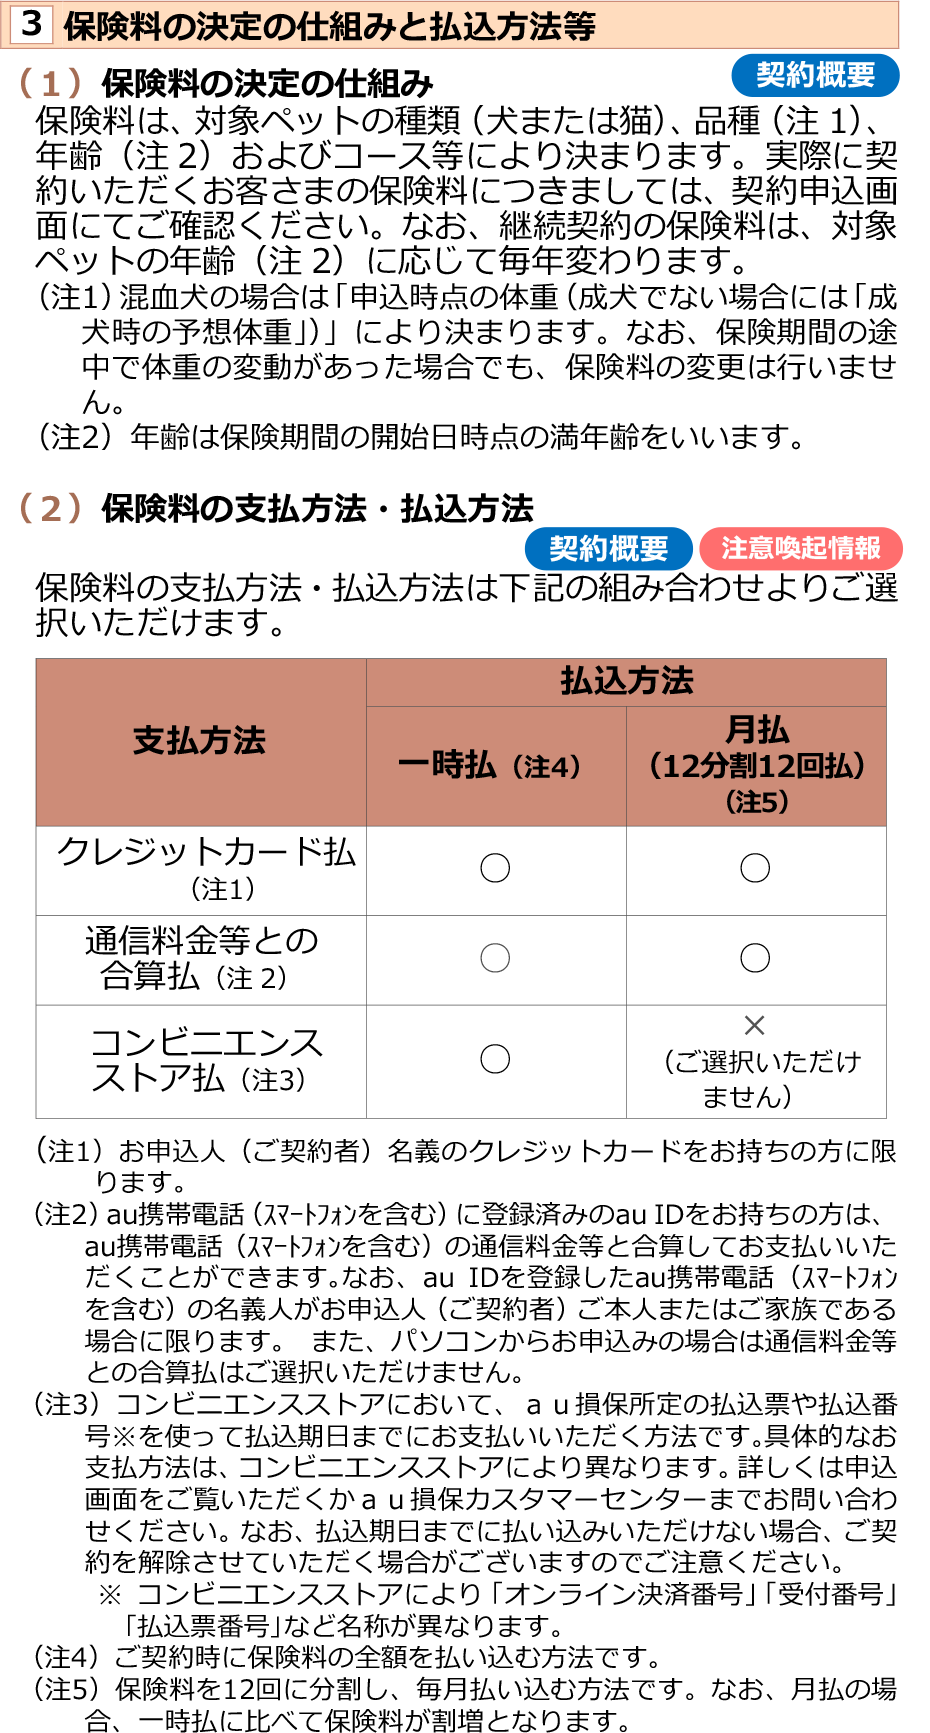 3 保険料の決定の仕組みと払込方法等
（１）保険料の決定の仕組み
契約概要
保険料は、対象ペットの種類（犬または猫）、品種（注 1）、
年齢（注 2）およびコース等により決まります。実際に契
約いただくお客さまの保険料につきましては、契約申込画
面にてご確認ください。なお、継続契約の保険料は、対象
ペットの年齢（注 2）に応じて毎年変わります。
（注1）混血犬の場合は「申込時点の体重（成犬でない場合には「成
犬時の予想体重」）」により決まります。なお、保険期間の途
中で体重の変動があった場合でも、保険料の変更は行いませ
ん。
（注2）年齢は保険期間の開始日時点の満年齢をいいます。
（２）保険料の支払方法・払込方法
契約概要 注意喚起情報
保険料の支払方法・払込方法は下記の組み合わせよりご選
択いただけます。
支払方法
払込方法
一時払（注4）
月払
（12分割12回払）
（注5）
クレジットカード払
（注1）
○ ○
通信料金等との
合算払（注 2）
○ ○
コンビニエンス
ストア払（注3）
○
×
（ご選択いただけ
ません）
（注1）お申込人（ご契約者）名義のクレジットカードをお持ちの方に限
ります。
（注2）au携帯電話（ｽﾏｰﾄﾌｫﾝを含む）に登録済みのau IDをお持ちの方は、
au携帯電話（ｽﾏｰﾄﾌｫﾝを含む）の通信料金等と合算してお支払いいた
だくことができます。なお、au IDを登録したau携帯電話（ｽﾏｰﾄﾌｫﾝ
を含む）の名義人がお申込人（ご契約者）ご本人またはご家族である
場合に限ります。 また、パソコンからお申込みの場合は通信料金等
との合算払はご選択いただけません。
（注3）コンビニエンスストアにおいて、ａｕ損保所定の払込票や払込番
号※を使って払込期日までにお支払いいただく方法です。具体的なお
支払方法は、コンビニエンスストアにより異なります。詳しくは申込
画面をご覧いただくかａｕ損保カスタマーセンターまでお問い合わ
せください。なお、払込期日までに払い込みいただけない場合、ご契
約を解除させていただく場合がございますのでご注意ください。
※ コンビニエンスストアにより「オンライン決済番号」「受付番号」
「払込票番号」など名称が異なります。
（注4）ご契約時に保険料の全額を払い込む方法です。
（注5）保険料を12回に分割し、毎月払い込む方法です。なお、月払の場
合、一時払に比べて保険料が割増となります。